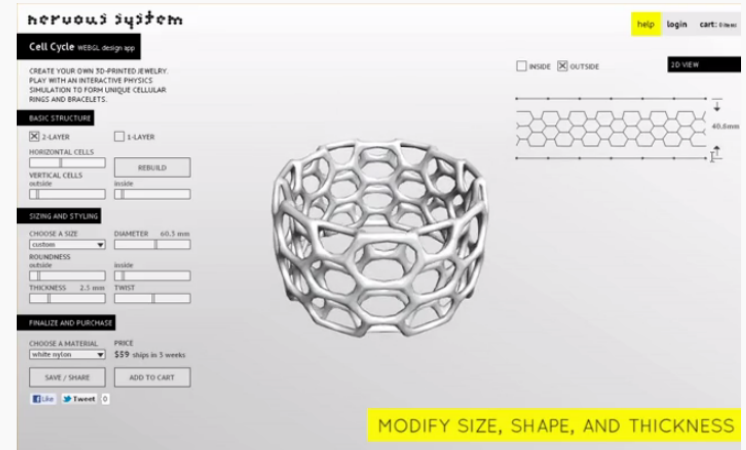 nervous system
help login cart: 0 items
Cell Cycle WEBGL design app
CREATE YOUR OWN 3D-PRINTED JEWELRY.
PLAY WITH AN INTERACTIVE PHYSICS
SIMULATION TO FORM UNIQUE CELLULAR
RINGS AND BRACELETS.
BASIC STRUCTURE
2-LAYER 1-LAYER
HORIZONTAL CELLS
REBUILD
VERTICAL CELLS
outside inside
SIZING AND STYLING
CHOOSE A SIZE DIAMETER 60.3 mm
custom
ROUNDNESS
outside inside
THICKNESS 2.5 mm TWIST
FINALIZE AND PURCHASE
CHOOSE A MATERIAL PRICE
white nylon $59 ships in 3 weeks
SAVE / SHARE ADD TO CART
Like Tweet 0
INSIDE OUTSIDE 2D VIEW
40.6mm
MODIFY SIZE, SHAPE, AND THICKNESS